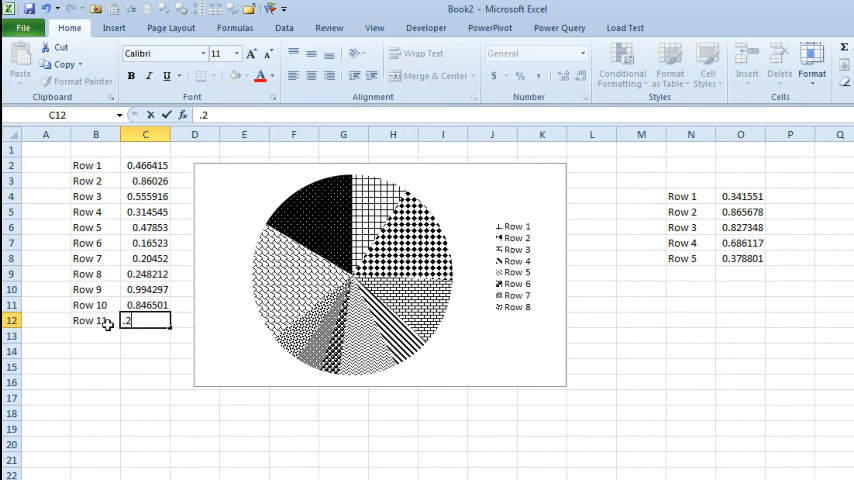 Book2 - Microsoft Excel
File Home Insert Page Layout Formulas Data Review View Developer PowerPivot Power Query Load Test
Paste
Cut
Copy
Format Painter
Clipboard
Calibri 11
B I U A
Font
Wrap Text
Merge & Center
Alignment
General
$ % ,
Number
Conditional Formatting
Format as Table
Cell Styles
Styles
Insert
Delete
Format
Cells
C12 fx .2
A B C D E F G H I J K L M N O P Q
1
2 Row 1 0.466415
3 Row 2 0.86026
4 Row 3 0.555916 Row 1 0.341551
5 Row 4 0.314545 Row 2 0.865678
6 Row 5 0.47853 Row 3 0.827348
7 Row 6 0.16523 Row 4 0.686117
8 Row 7 0.20452 Row 5 0.378801
9 Row 8 0.248212
10 Row 9 0.994297
11 Row 10 0.846501
12 Row 11 .2
13
14
15
16
17
18
19
20
21
22
Row 1
Row 2
Row 3
Row 4
Row 5
Row 6
Row 7
Row 8